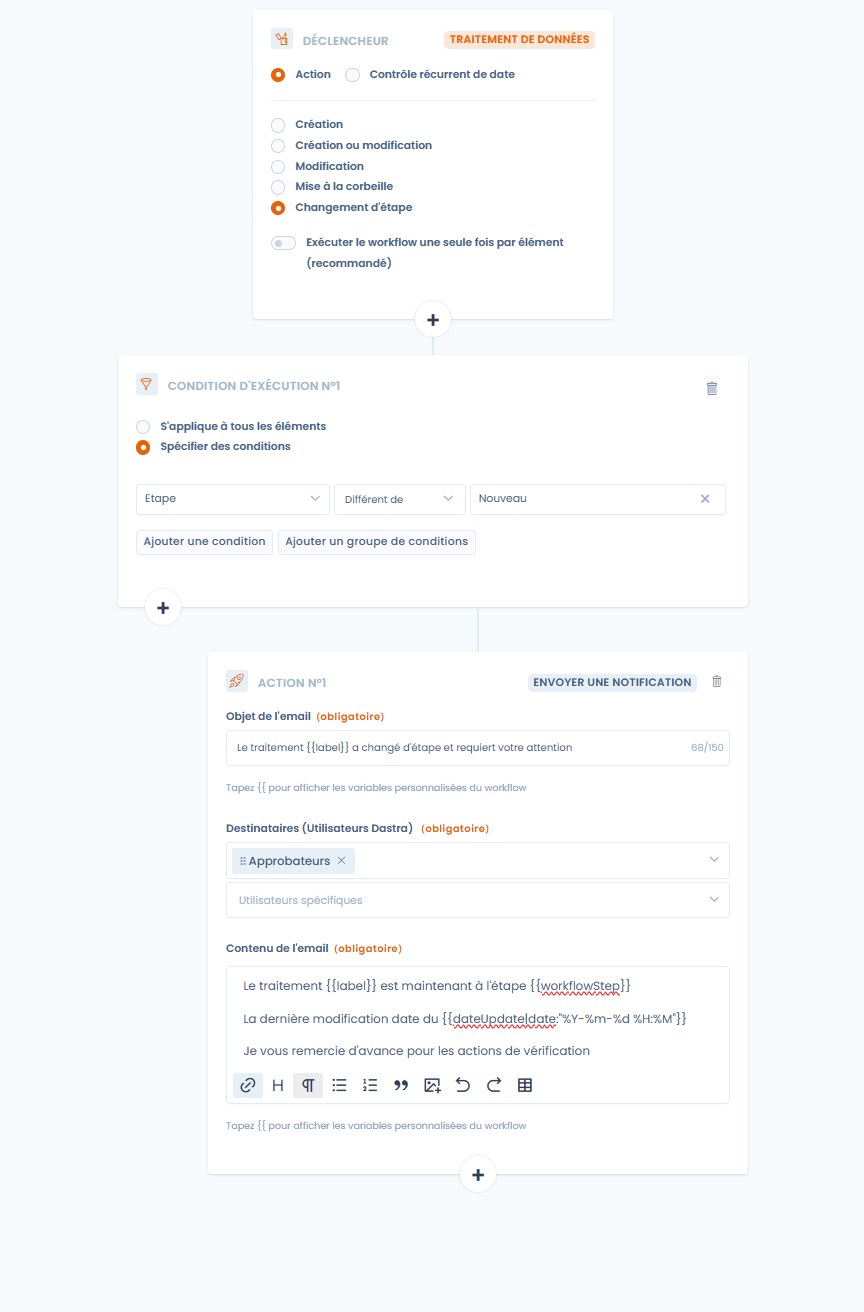 DÉCLENCHEUR TRAITEMENT DE DONNÉES
Action Contrôle récurrent de date
Création
Création ou modification
Modification
Mise à la corbeille
Changement d'étape
Exécuter le workflow une seule fois par élément
(recommandé)
+
CONDITION D'EXÉCUTION N°1
S'applique à tous les éléments
Spécifier des conditions
Etape Différent de Nouveau
Ajouter une condition Ajouter un groupe de conditions
+
ACTION N°1 ENVOYER UNE NOTIFICATION
Objet de l'email (obligatoire)
Le traitement {{label}} a changé d'étape et requiert votre attention 68/150
Tapez {{ pour afficher les variables personnalisées du workflow
Destinataires (Utilisateurs Dastra) (obligatoire)
Approbateurs
Utilisateurs spécifiques
Contenu de l'email (obligatoire)
Le traitement {{label}} est maintenant à l'étape {{workflowStep}}
La dernière modification date du {{dateUpdate|date:"%Y-%m-%d %H:%M"}}
Je vous remercie d'avance pour les actions de vérification
H
Tapez {{ pour afficher les variables personnalisées du workflow
+